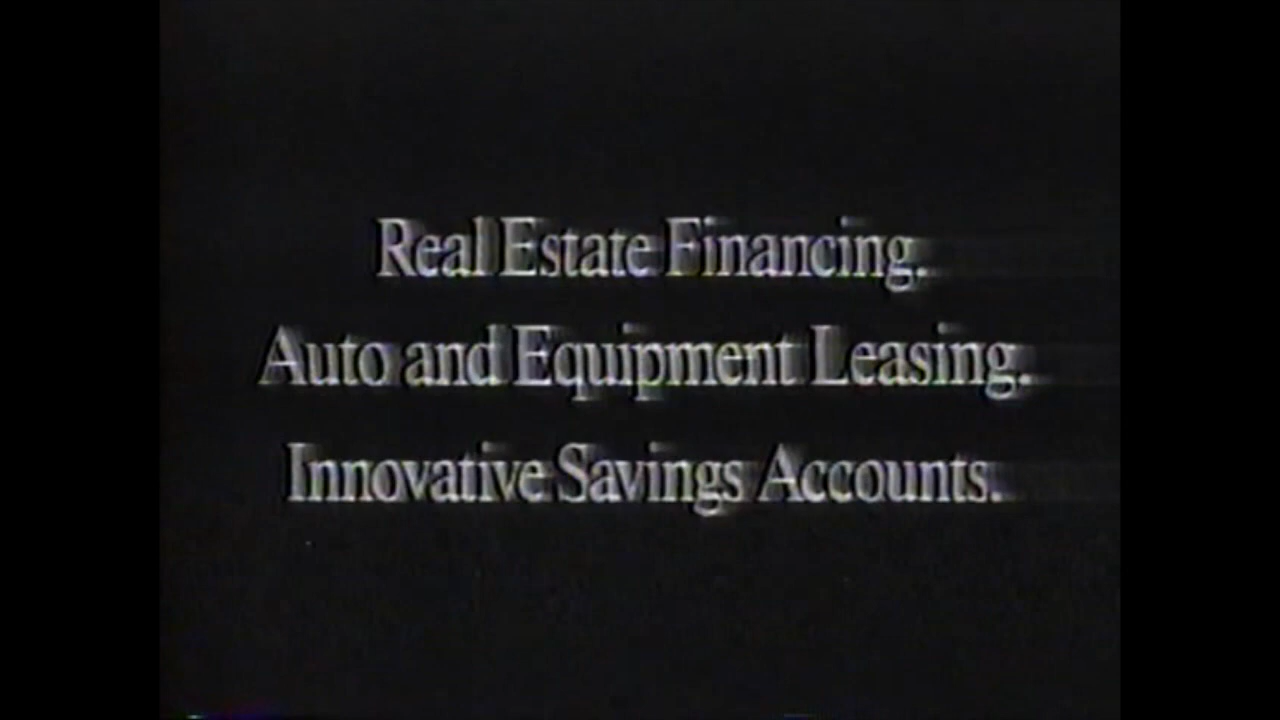 Real Estate Financing.
Auto and Equipment Leasing.
Innovative Savings Accounts.